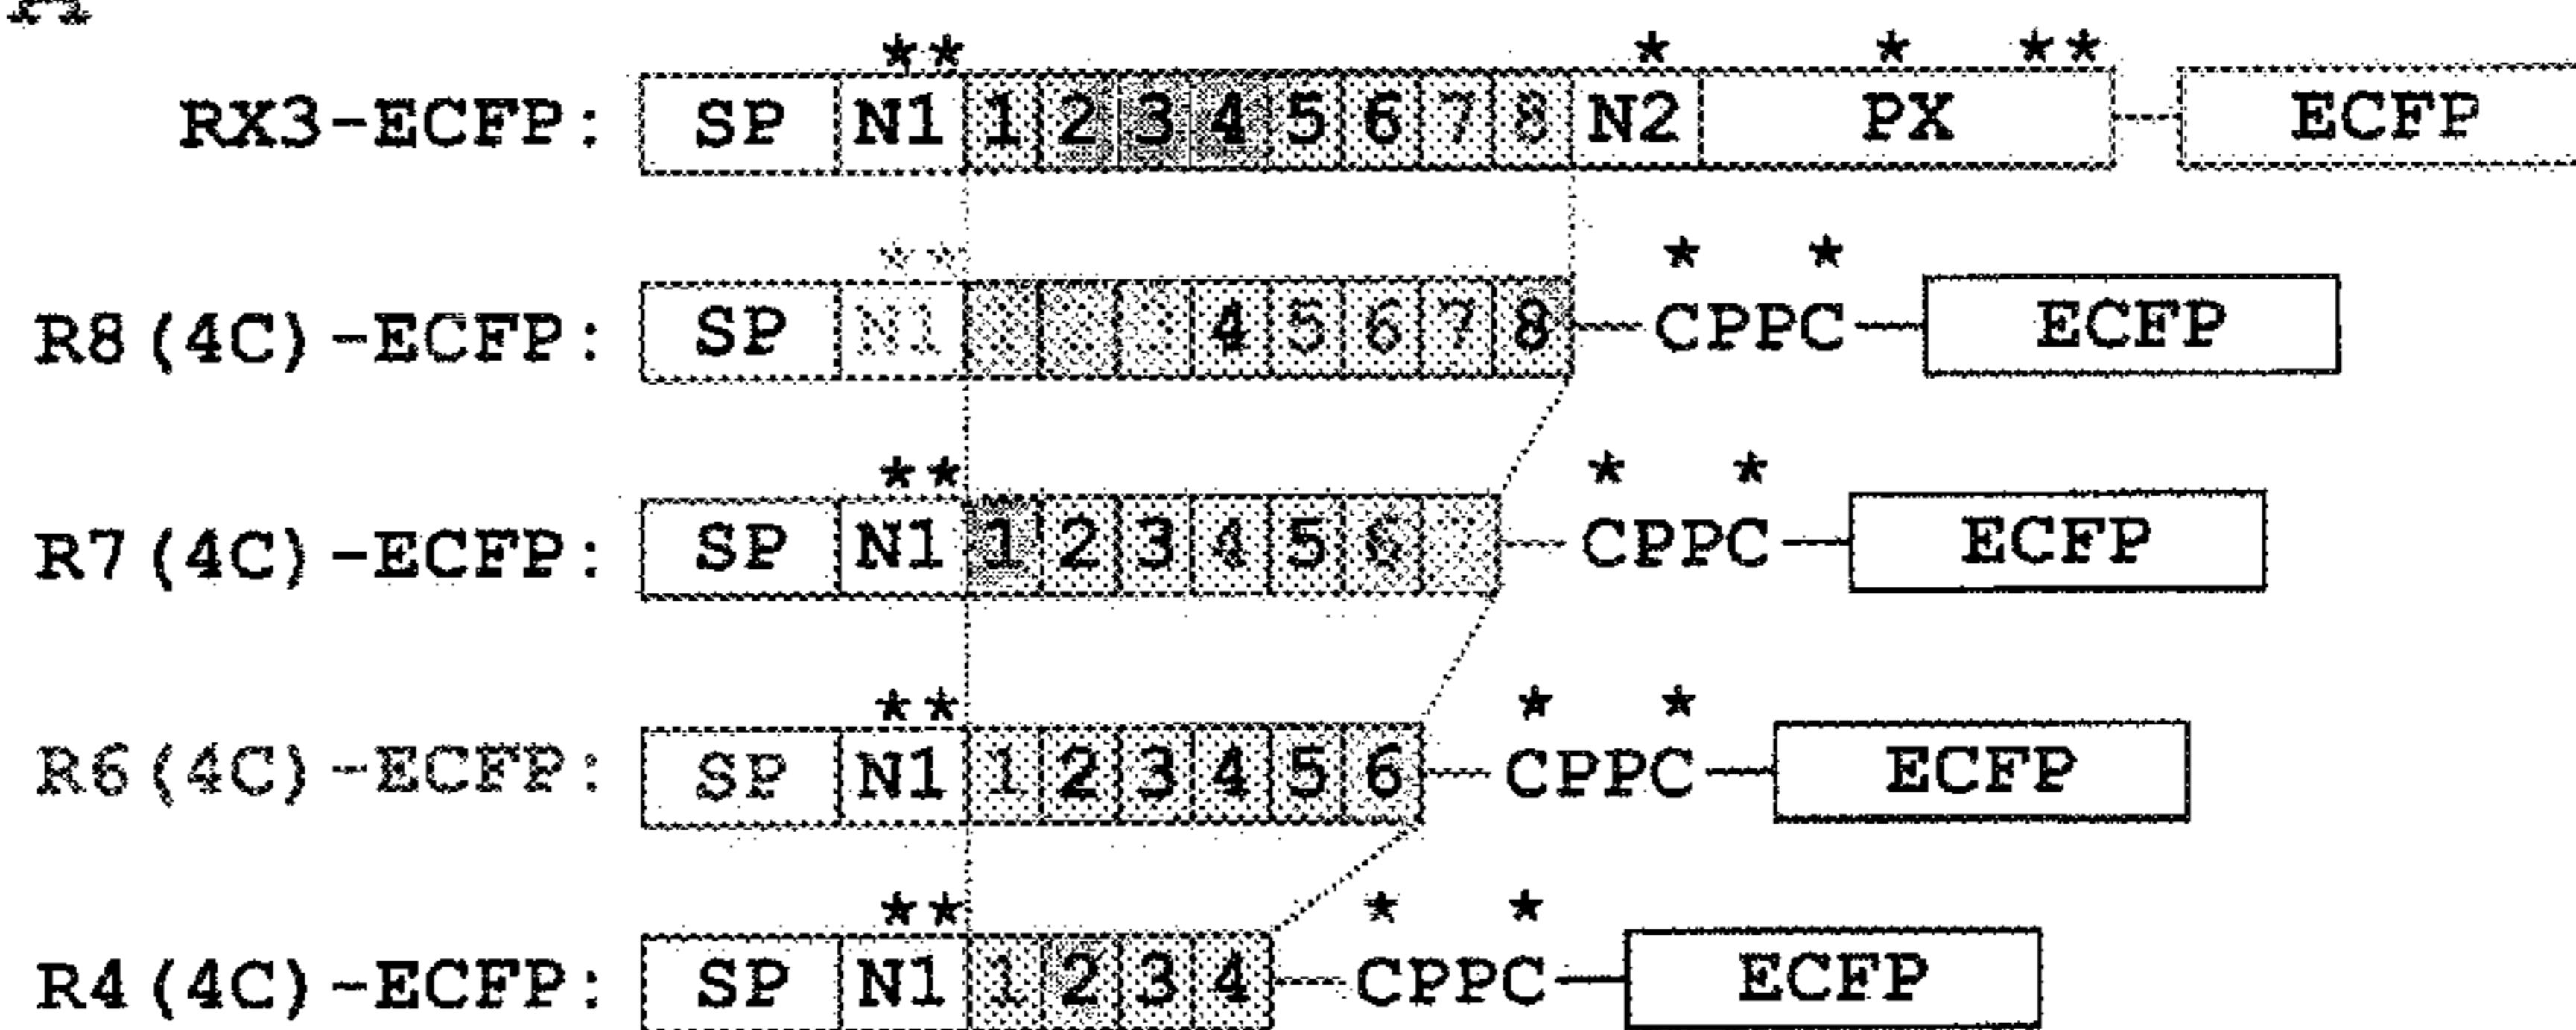 * * * * * *
RX3-ECFP: SP N1 1 2 3 4 5 6 7 8 N2 PX ECFP
* * * *
R8(4C)-ECFP: SP N1 4 5 6 7 8 CPPC ECFP
* * * *
R7(4C)-ECFP: SP N1 1 2 3 4 5 6 CPPC ECFP
* * * *
R6(4C)-ECFP: SP N1 1 2 3 4 5 6 CPPC ECFP
* * * *
R4(4C)-ECFP: SP N1 1 2 3 4 CPPC ECFP